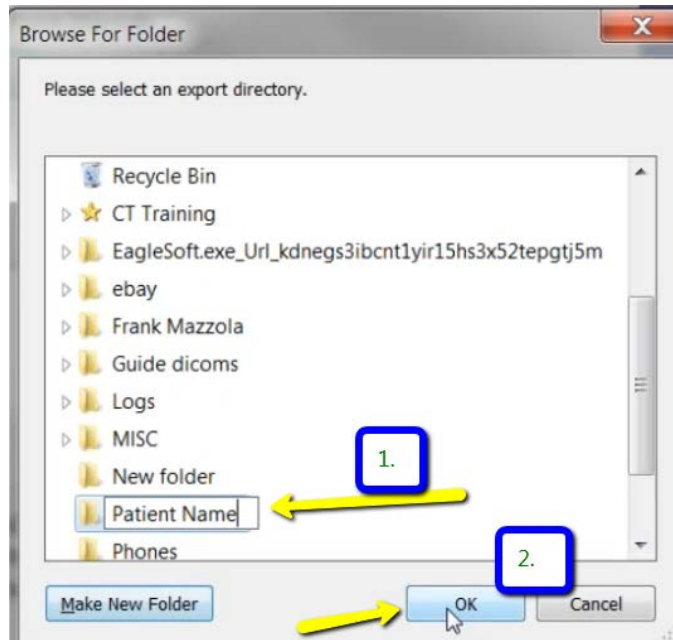 Browse For Folder
X
Please select an export directory.
Recycle Bin
CT Training
EagleSoft.exe_Url_kdnegs3ibcnt1yir15hs3x52tepgtj5m
ebay
Frank Mazzola
Guide dicoms
Logs
MISC
1.
New folder
Patient Name
2.
Phones
Make New Folder
OK
Cancel